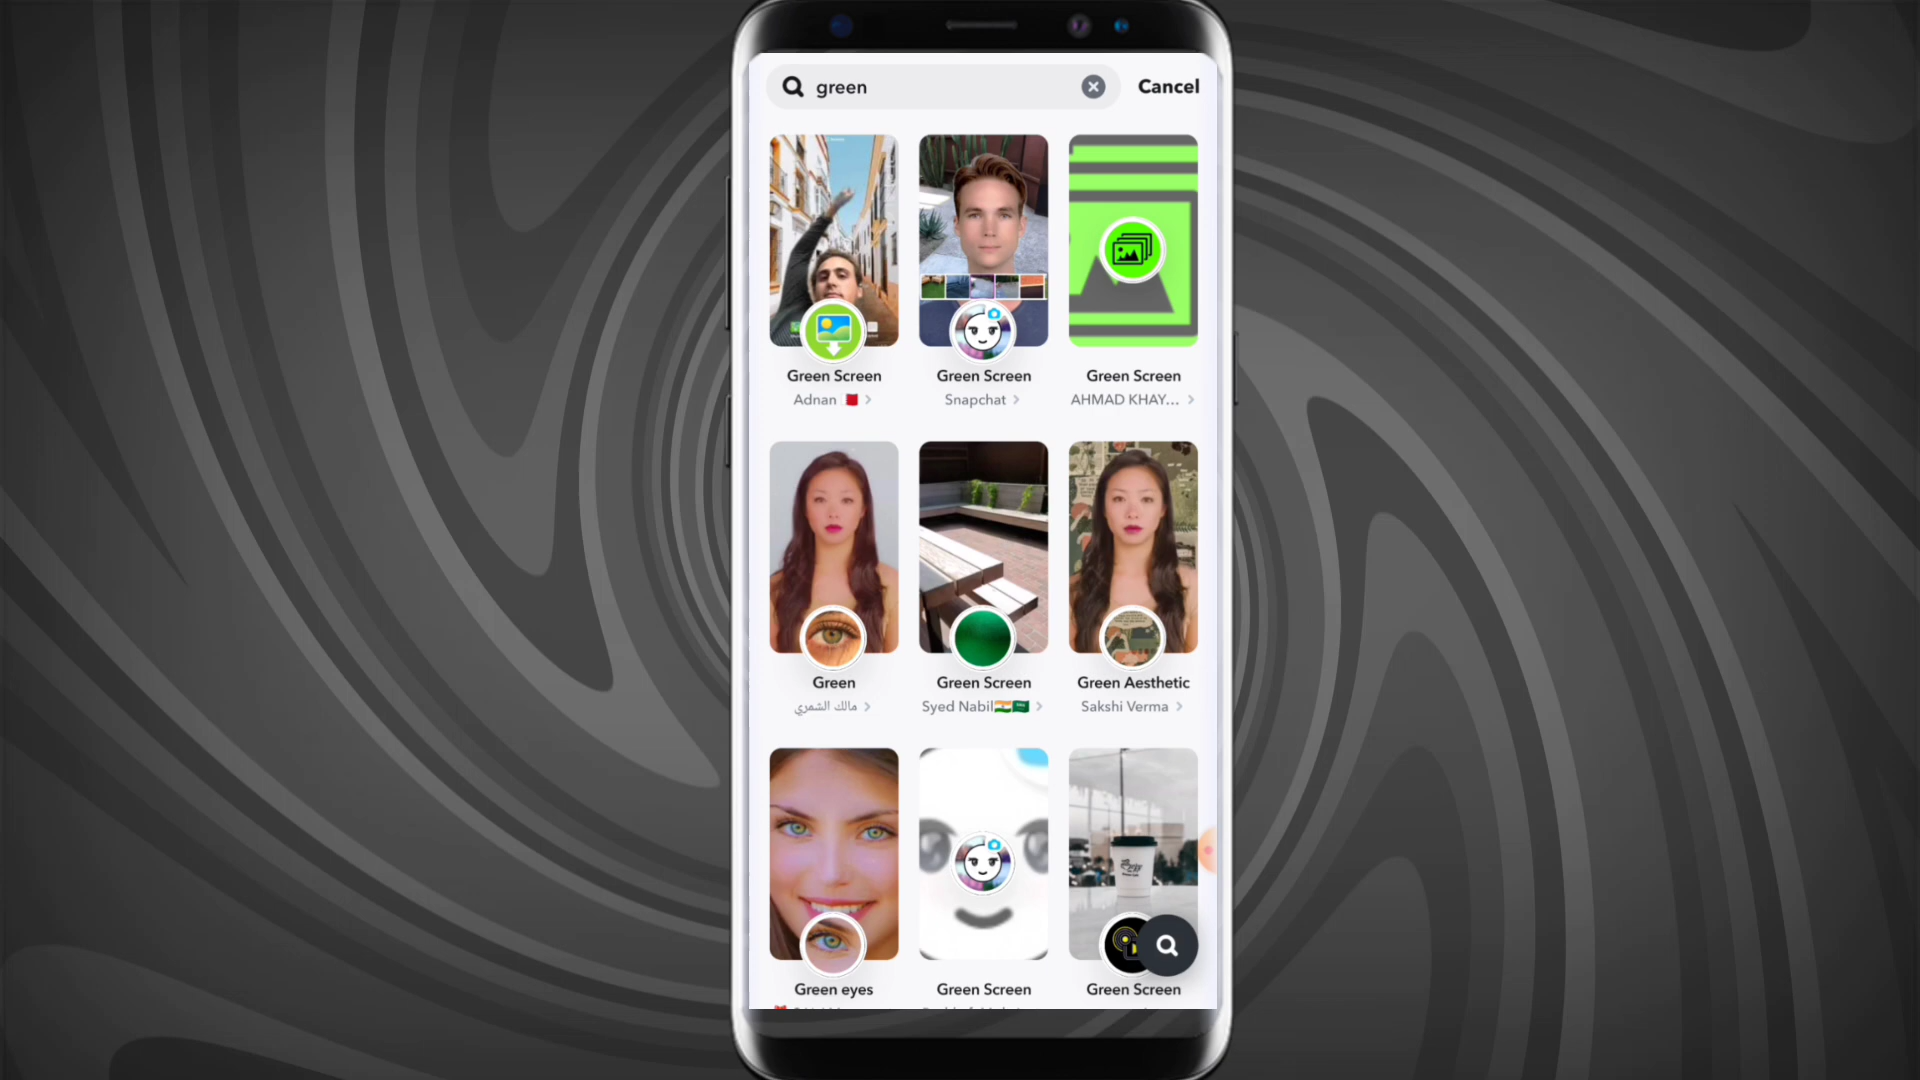 green
Cancel
Green Screen
Adnan
Green Screen
Snapchat
Green Screen
AHMAD KHAY...
Green
مالك الشمري
Green Screen
Syed Nabil
Green Aesthetic
Sakshi Verma
Green eyes
Green Screen
Green Screen